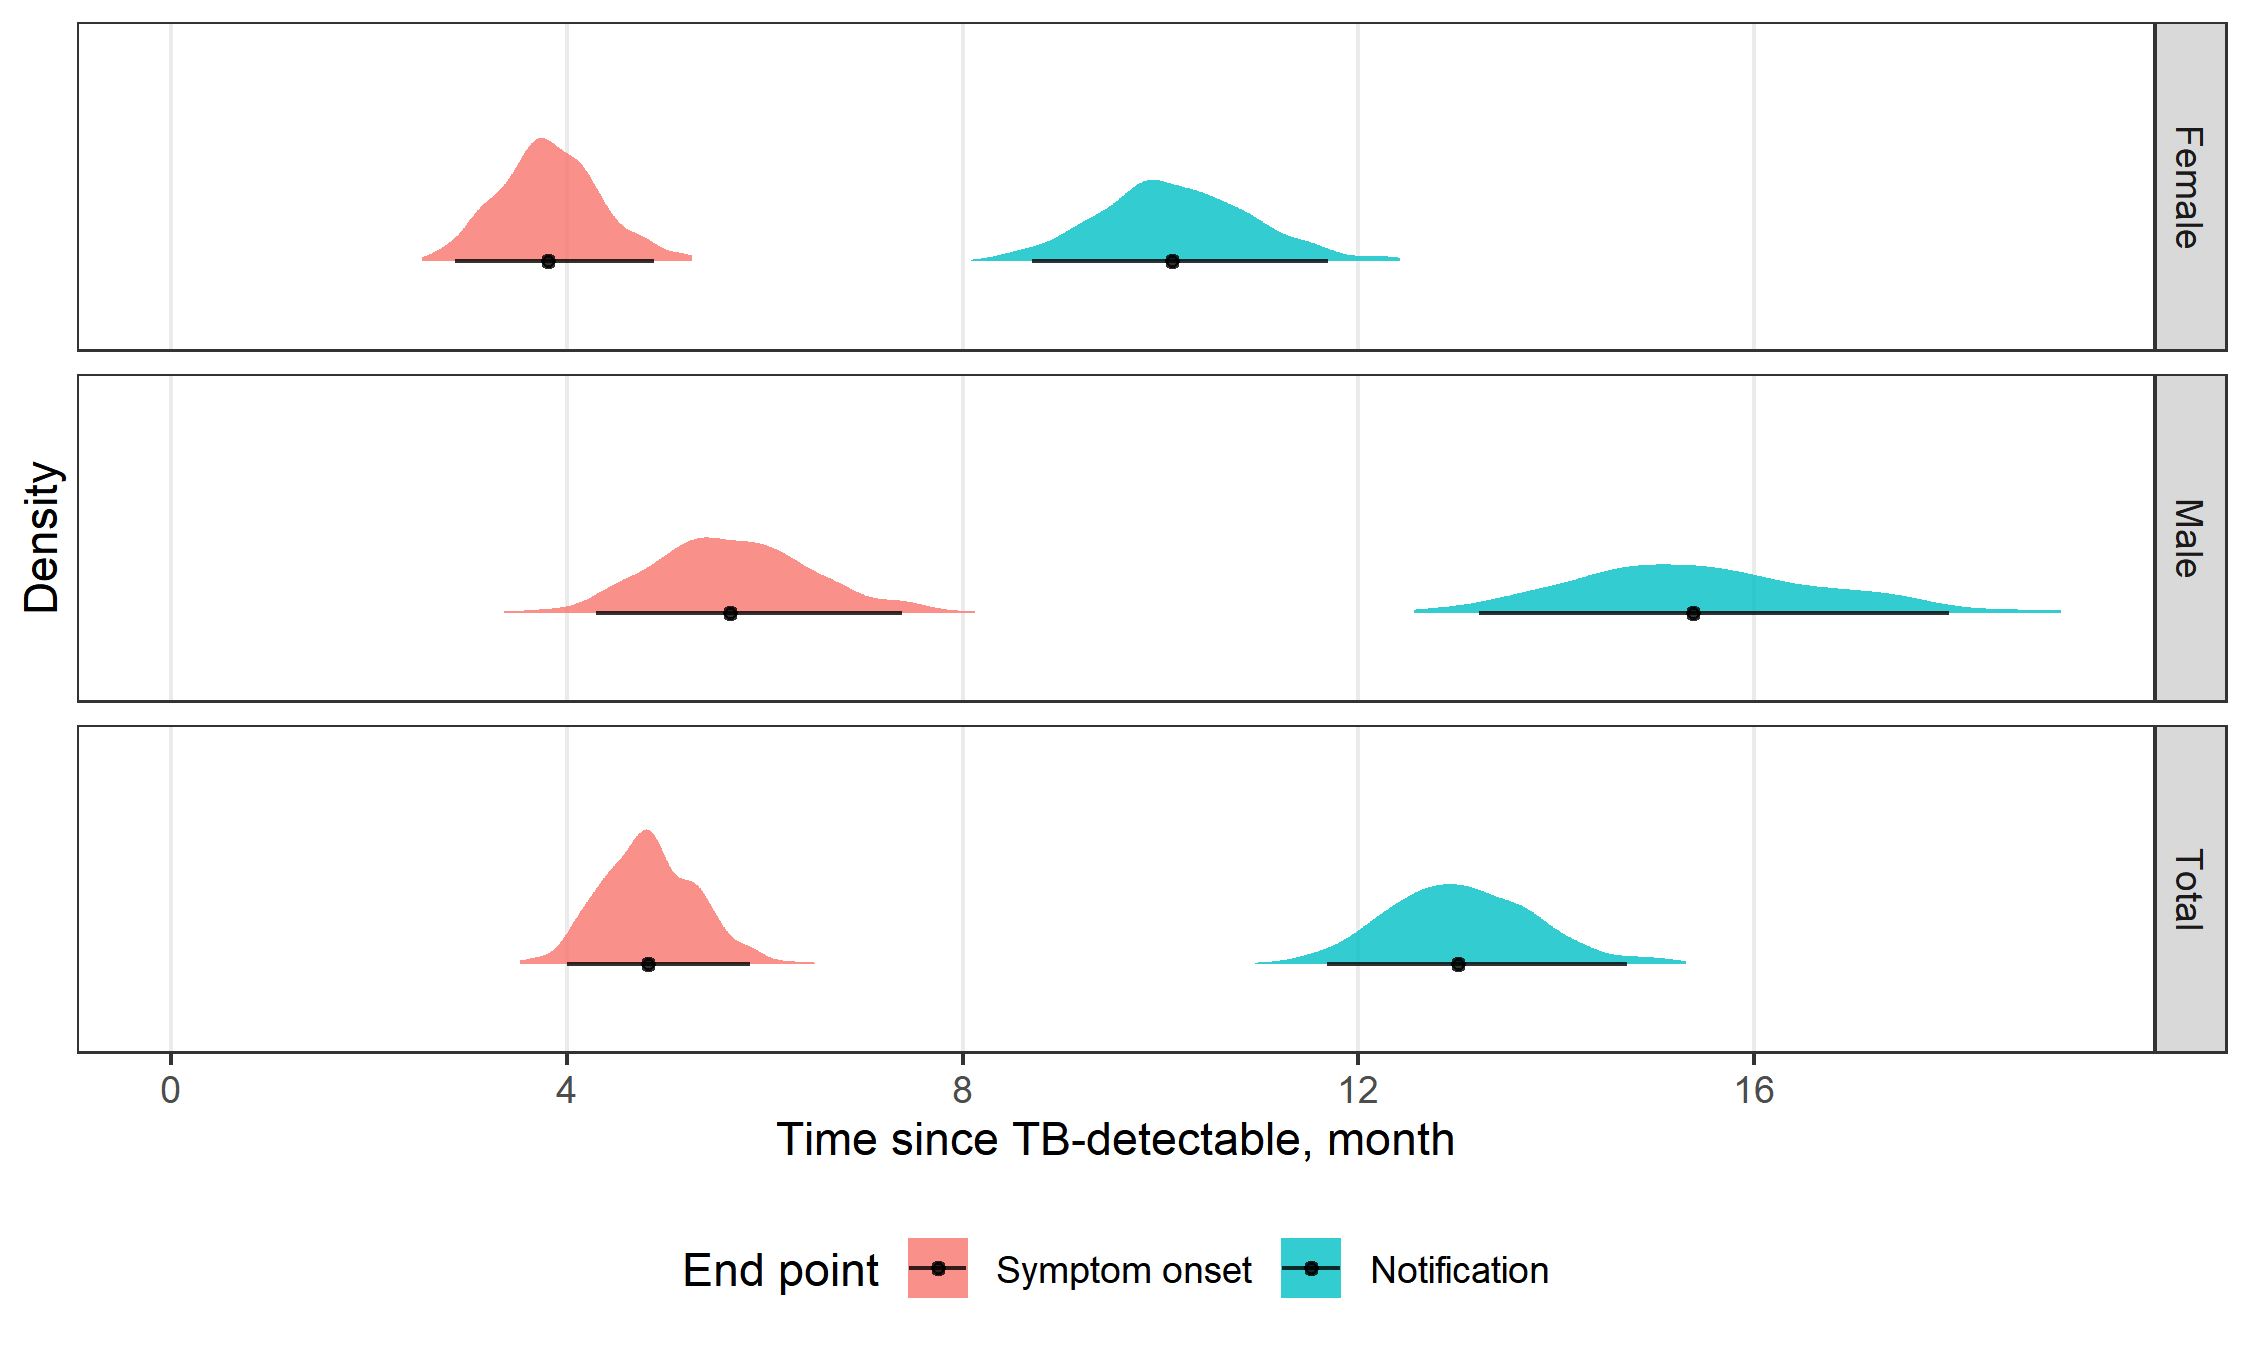 Female
Male
Total
Density
0 4 8 12 16
Time since TB-detectable, month
End point Symptom onset Notification